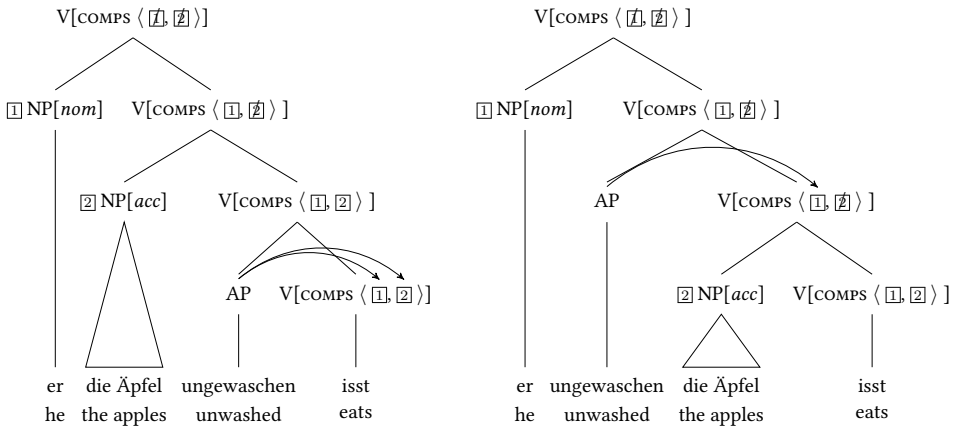 V[COMPS ⟨ 1̸, 2̸ ⟩]
1 NP[nom] V[COMPS ⟨ 1, 2̸ ⟩ ]
2 NP[acc] V[COMPS ⟨ 1, 2 ⟩ ]
AP V[COMPS ⟨ 1, 2 ⟩]
er die Äpfel ungewaschen isst
he the apples unwashed eats
V[COMPS ⟨ 1̸, 2̸ ⟩]
1 NP[nom] V[COMPS ⟨ 1, 2̸ ⟩ ]
AP V[COMPS ⟨ 1, 2̸ ⟩ ]
2 NP[acc] V[COMPS ⟨ 1, 2 ⟩ ]
er ungewaschen die Äpfel isst
he unwashed the apples eats